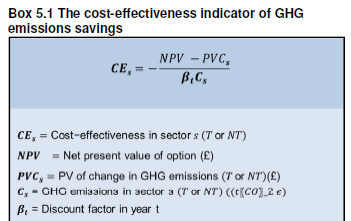 Box 5.1 The cost-effectiveness indicator of GHG
emissions savings
CEₛ = − (NPV − PVCₛ) / (βₜCₛ)
CEₛ = Cost-effectiveness in sector s (T or NT)
NPV = Net present value of option (£)
PVCₛ = PV of change in GHG emissions (T or NT)(£)
Cₛ = GHG emissions in sector s (T or NT) ((t〖CO〗_2 e)
βₜ = Discount factor in year t